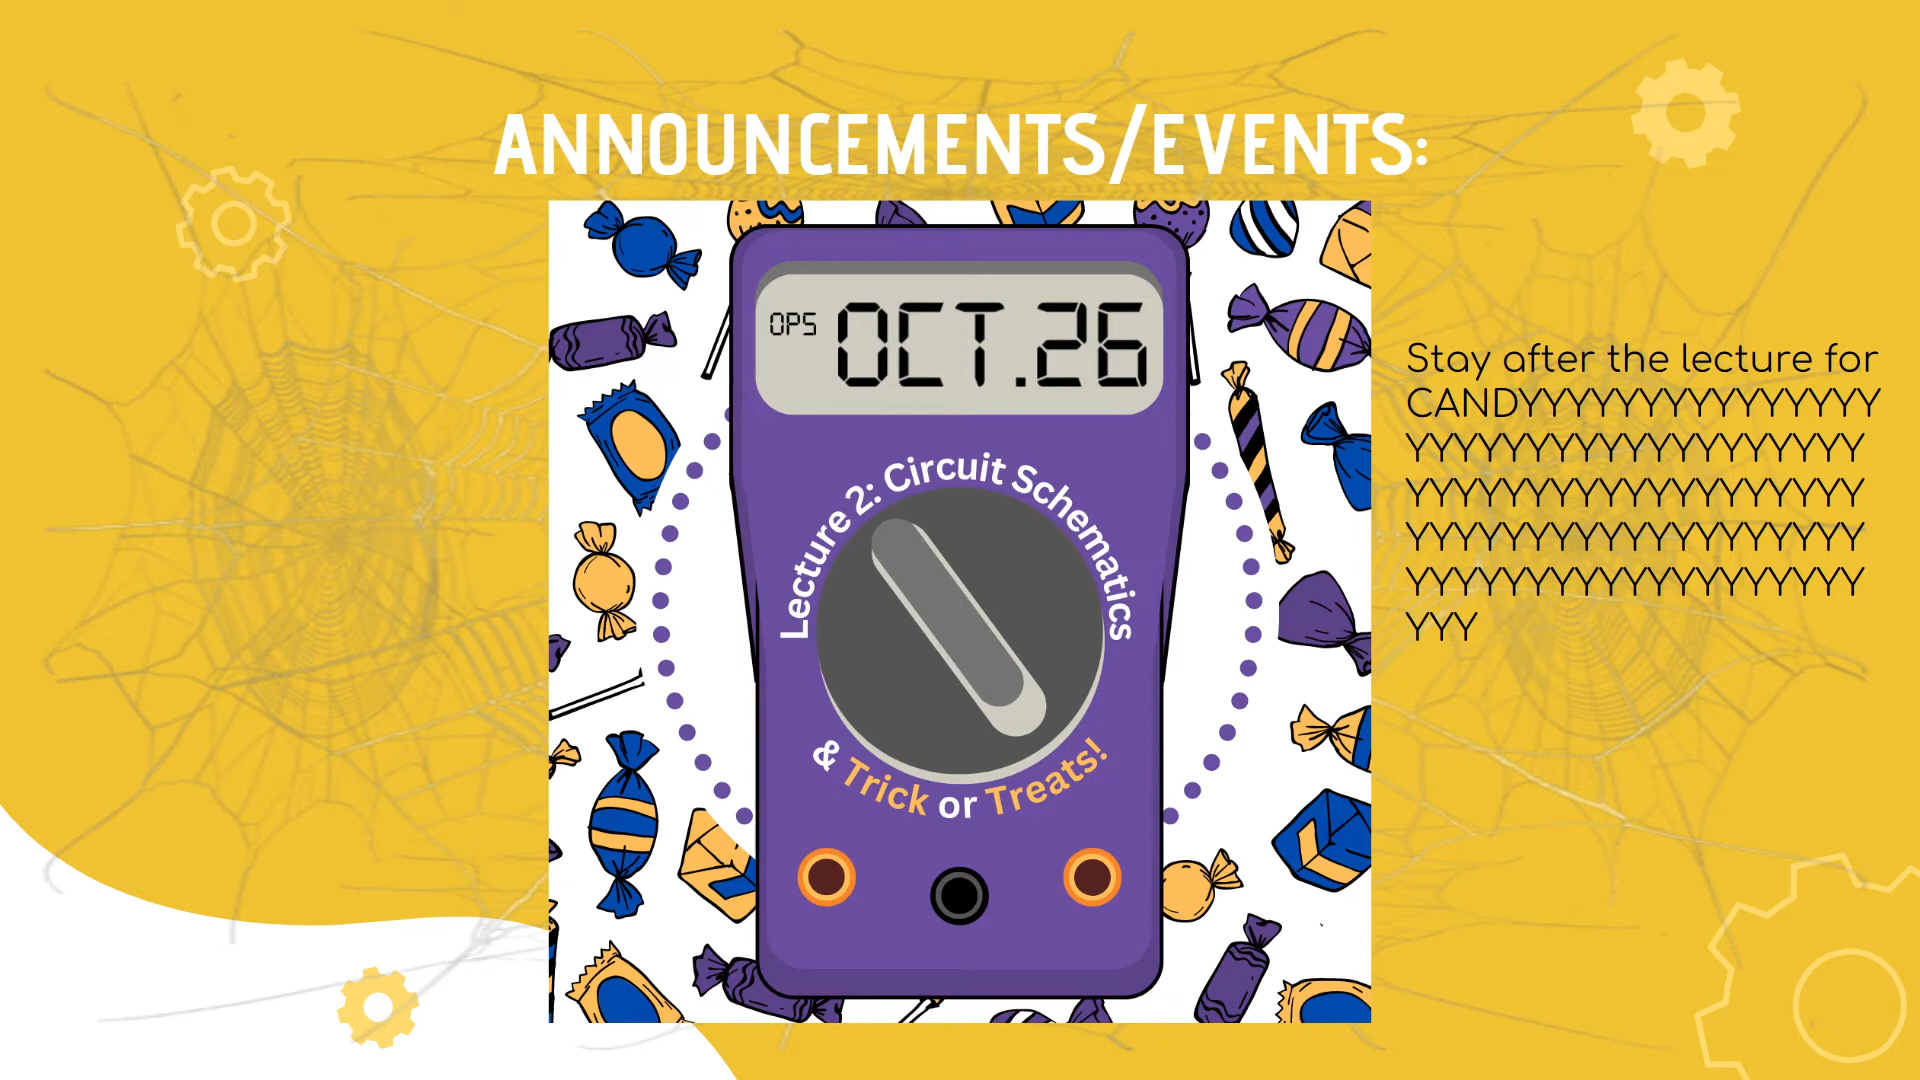 ANNOUNCEMENTS/EVENTS:
OPS OCT.26
Lecture 2: Circuit Schematics
& Trick or Treats!
Stay after the lecture for
CANDYYYYYYYYYYYYYYYY
YYYYYYYYYYYYYYYYYYY
YYYYYYYYYYYYYYYYYYY
YYYYYYYYYYYYYYYYYYY
YYYYYYYYYYYYYYYYYYY
YYY